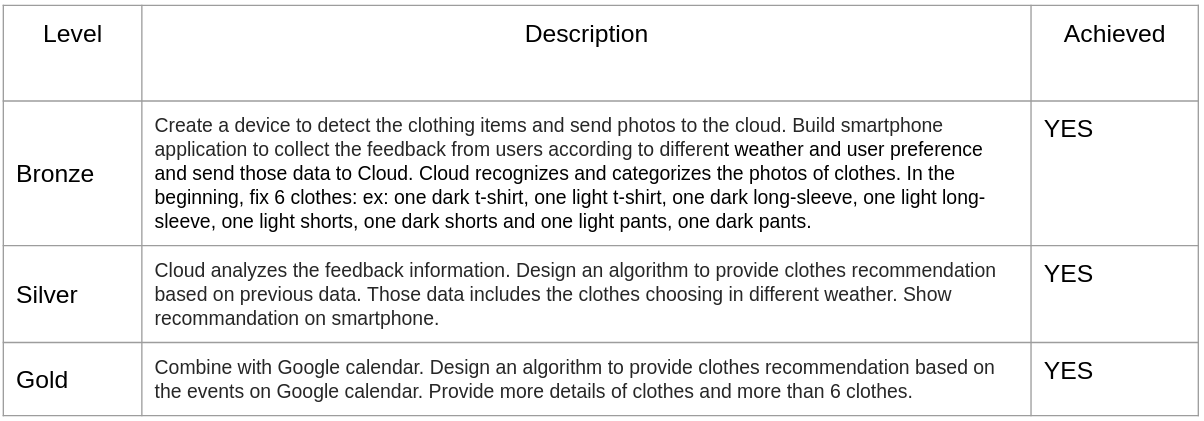 Level Description Achieved
Create a device to detect the clothing items and send photos to the cloud. Build smartphone
YES
application to collect the feedback from users according to different weather and user preference
Bronze
and send those data to Cloud. Cloud recognizes and categorizes the photos of clothes. In the
beginning, fix 6 clothes: ex: one dark t-shirt, one light t-shirt, one dark long-sleeve, one light long-
sleeve, one light shorts, one dark shorts and one light pants, one dark pants.
Cloud analyzes the feedback information. Design an algorithm to provide clothes recommendation
YES
Silver
based on previous data. Those data includes the clothes choosing in different weather. Show
recommandation on smartphone.
Combine with Google calendar. Design an algorithm to provide clothes recommendation based on
YES
Gold
the events on Google calendar. Provide more details of clothes and more than 6 clothes.